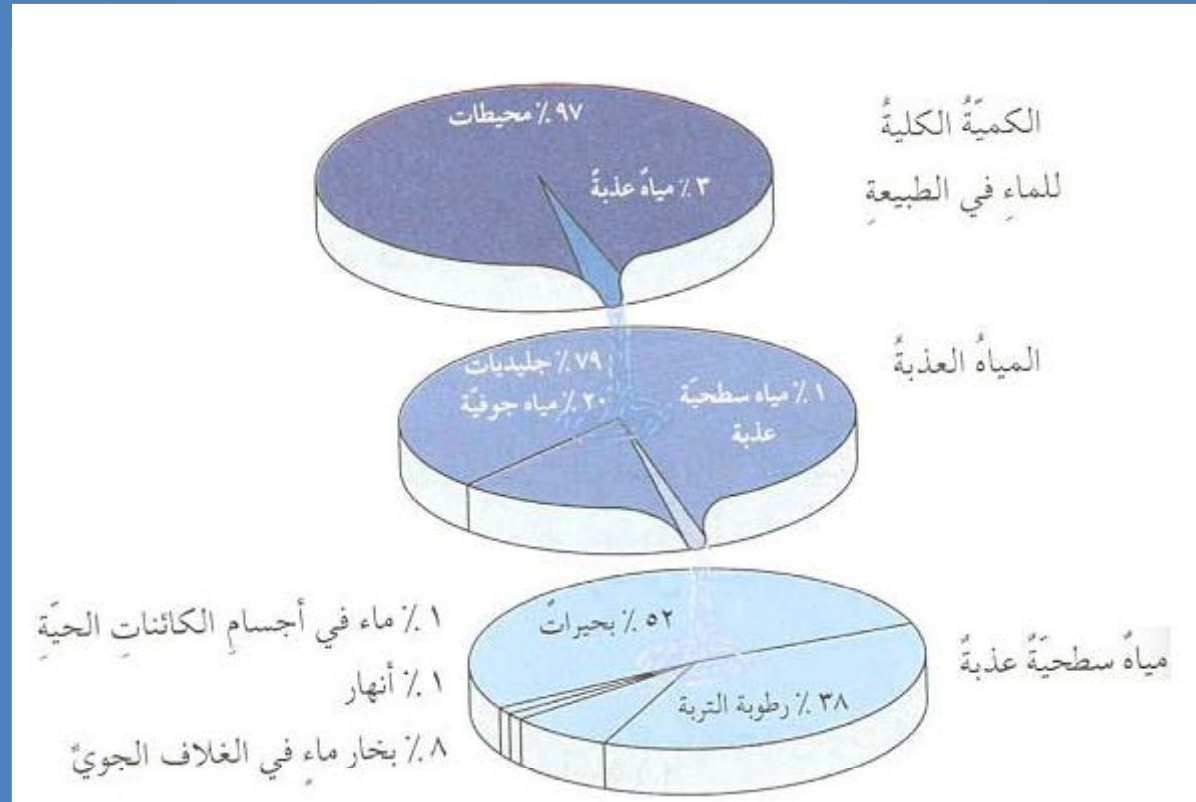 الكميّةُ الكليةُ
للماءِ في الطبيعةِ
٩٧ ٪ محيطات
٣ ٪ مياهٌ عذبةٌ
المياهُ العذبةُ
٧٩ ٪ جليديات
٢٠ ٪ مياه جوفيّة
١ ٪ مياه سطحيّة
عذبة
مياهٌ سطحيّةٌ عذبةٌ
٥٢ ٪ بحيراتٌ
٣٨ ٪ رطوبة التربة
١ ٪ ماء في أجسامِ الكائناتِ الحيّةِ
١ ٪ أنهار
٨ ٪ بخار ماءٍ في الغلاف الجويِّ